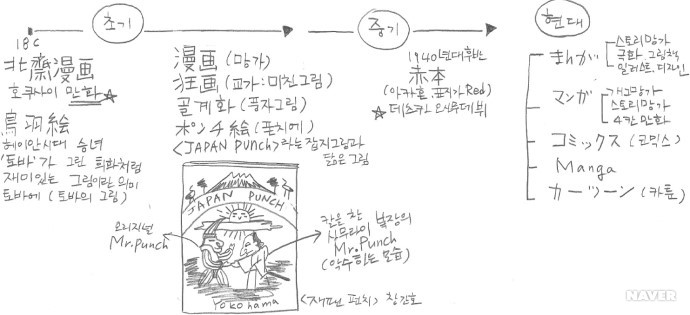 초기
중기
현대
18C
北斎漫画
호쿠사이 만화 ☆
鳥羽絵
헤이안시대 승녀
'토바'가 그린 희화처럼
재미있는 그림이란 의미
토바에 (토바의 그림)
漫画 (망가)
狂画 (쿄가 : 미친그림)
골계화 (풍자그림)
ポンチ絵 (폰치에)
<JAPAN PUNCH>라는 잡지그림과
닮은 그림
1940년대 후반
赤本
(아카혼, 표지가 Red)
☆ 데즈카 오사무 데뷔
まんが
스토리망가
극화, 그림책
일러스트, 디자인
マンガ
개그망가
스토리망가
4칸만화
コミックス (코믹스)
Manga
カーツーン (카툰)
JAPAN PUNCH
YOKOhama
오리지널
Mr.Punch
칼을 찬
사무라이 복장의
Mr.Punch
(악수하는 모습)
<재팬 펀치> 창간호
NAVER